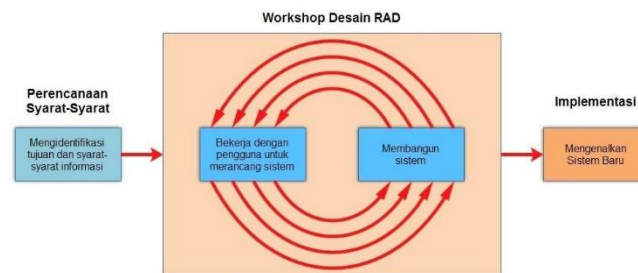 Workshop Desain RAD
Perencanaan
Syarat-Syarat
Mengidentifikasi
tujuan dan syarat-
syarat informasi
Bekerja dengan
pengguna untuk
merancang sistem
Membangun
sistem
Implementasi
Mengenalkan
Sistem Baru